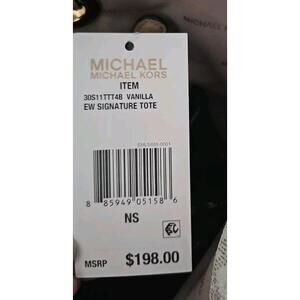 MICHAEL
MICHAEL KORS
ITEM
30S11TTT4B VANILLA
EW SIGNATURE TOTE
8 85949 05158 6
NS
MSRP $198.00